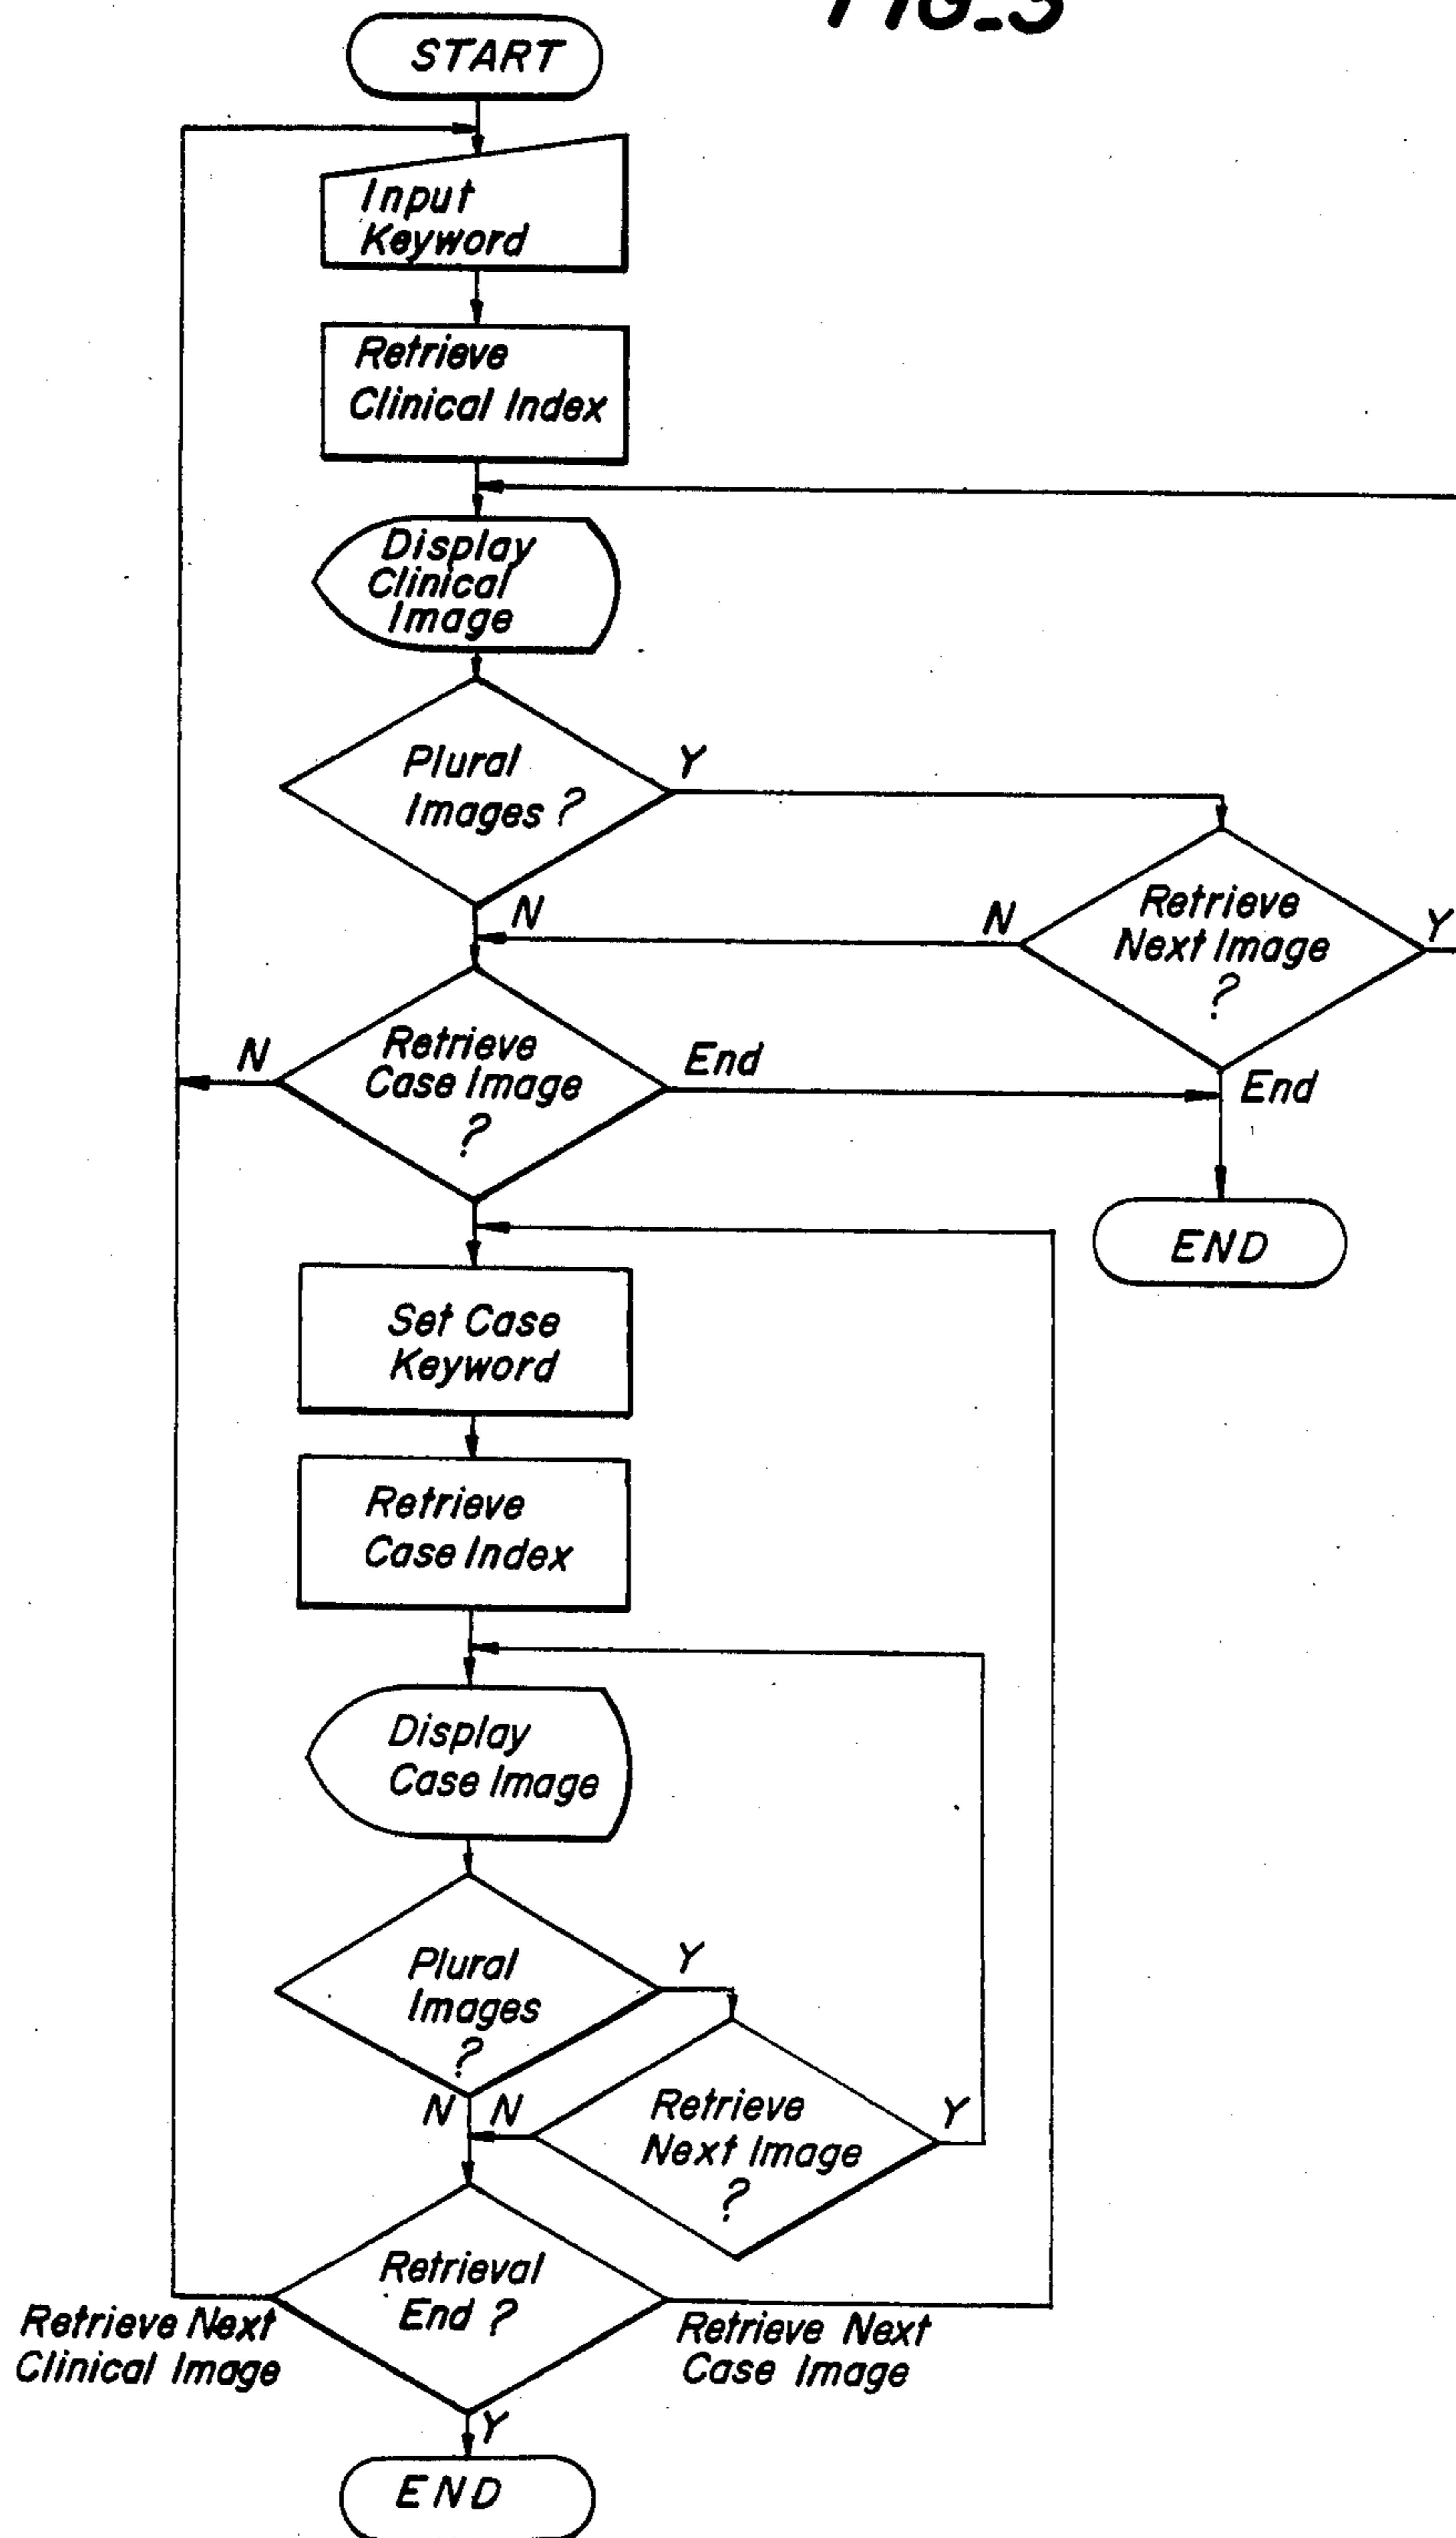 FIG_3
START
Input
Keyword
Retrieve
Clinical Index
Display
Clinical
Image
Plural
Images ?
Y
N
Retrieve
Next Image
?
N
Y
End
Retrieve
Case Image
?
N
End
END
Set Case
Keyword
Retrieve
Case Index
Display
Case Image
Plural
Images
?
Y
N
N
Retrieve
Next Image
?
Y
Retrieval
End ?
Retrieve Next
Clinical Image
Retrieve Next
Case Image
Y
END